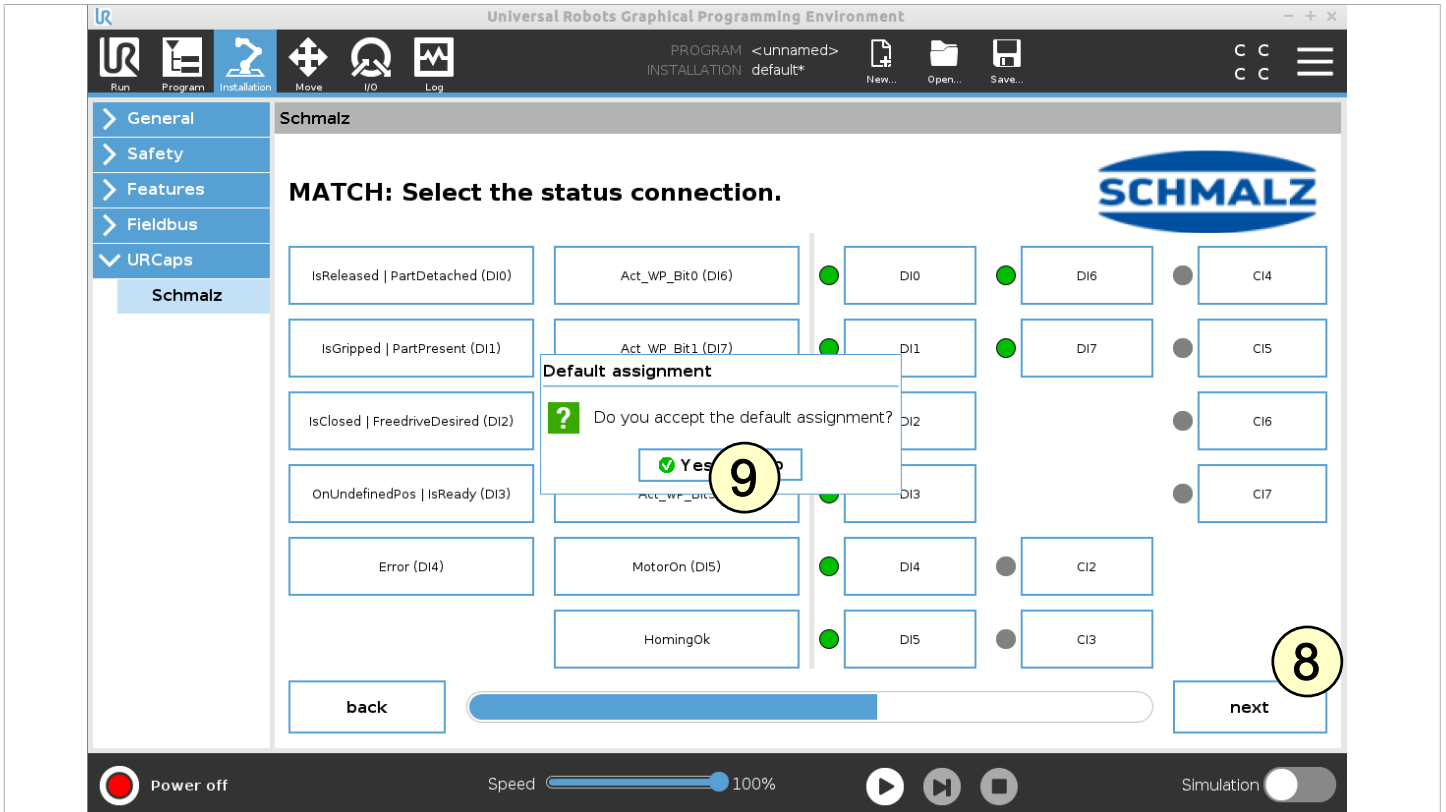 Universal Robots Graphical Programming Environment
PROGRAM <unnamed>
INSTALLATION default*
Run Program Installation Move I/O Log New... Open... Save...
C C
C C
General
Safety
Features
Fieldbus
URCaps
Schmalz
Schmalz
MATCH: Select the status connection.
SCHMALZ
IsReleased | PartDetached (DI0) Act_WP_Bit0 (DI6) DI0 DI6 CI4
IsGripped | PartPresent (DI1) Act_WP_Bit1 (DI7) DI1 DI7 CI5
Default assignment
? Do you accept the default assignment?
Yes
9
IsClosed | FreedriveDesired (DI2) DI2 CI6
OnUndefinedPos | IsReady (DI3) DI3 CI7
Error (DI4) MotorOn (DI5) DI4 CI2
HomingOk DI5 CI3
8
back next
Power off Speed 100% Simulation